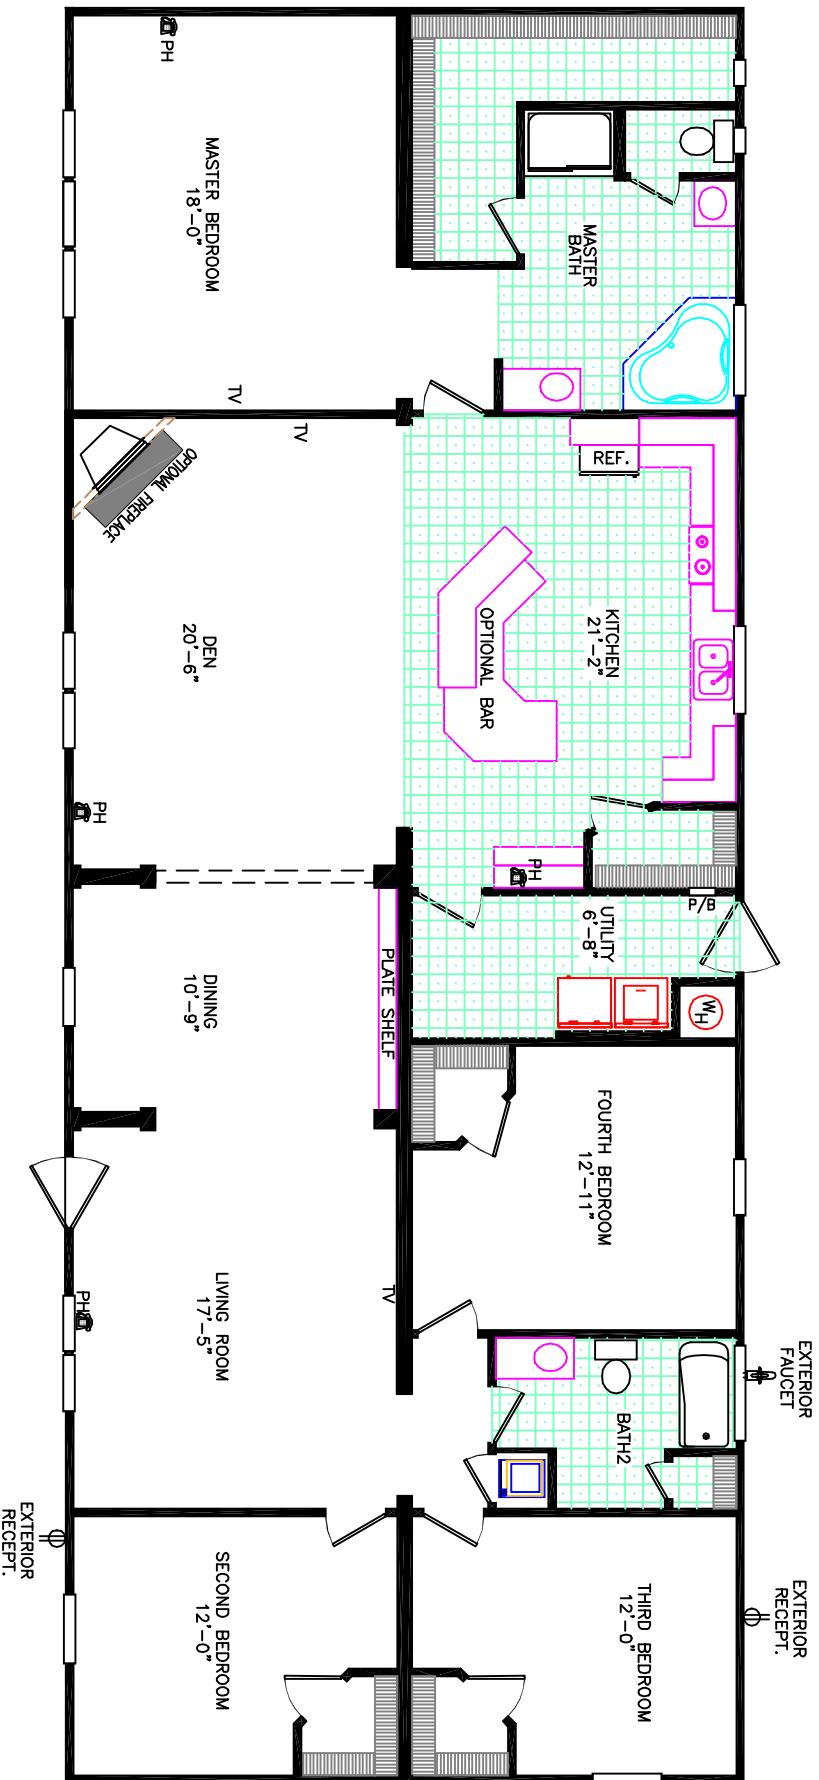 PH
MASTER BEDROOM
18'-0"
MASTER
BATH
TV
TV
OPTIONAL FIREPLACE
REF.
KITCHEN
21'-2"
OPTIONAL BAR
DEN
20'-6"
PH
PH
P/B
UTILITY
6'-8"
WH
PLATE SHELF
DINING
10'-9"
FOURTH BEDROOM
12'-11"
TV
LIVING ROOM
17'-5"
PH
EXTERIOR
FAUCET
BATH2
EXTERIOR
RECEPT.
SECOND BEDROOM
12'-0"
THIRD BEDROOM
12'-0"
EXTERIOR
RECEPT.